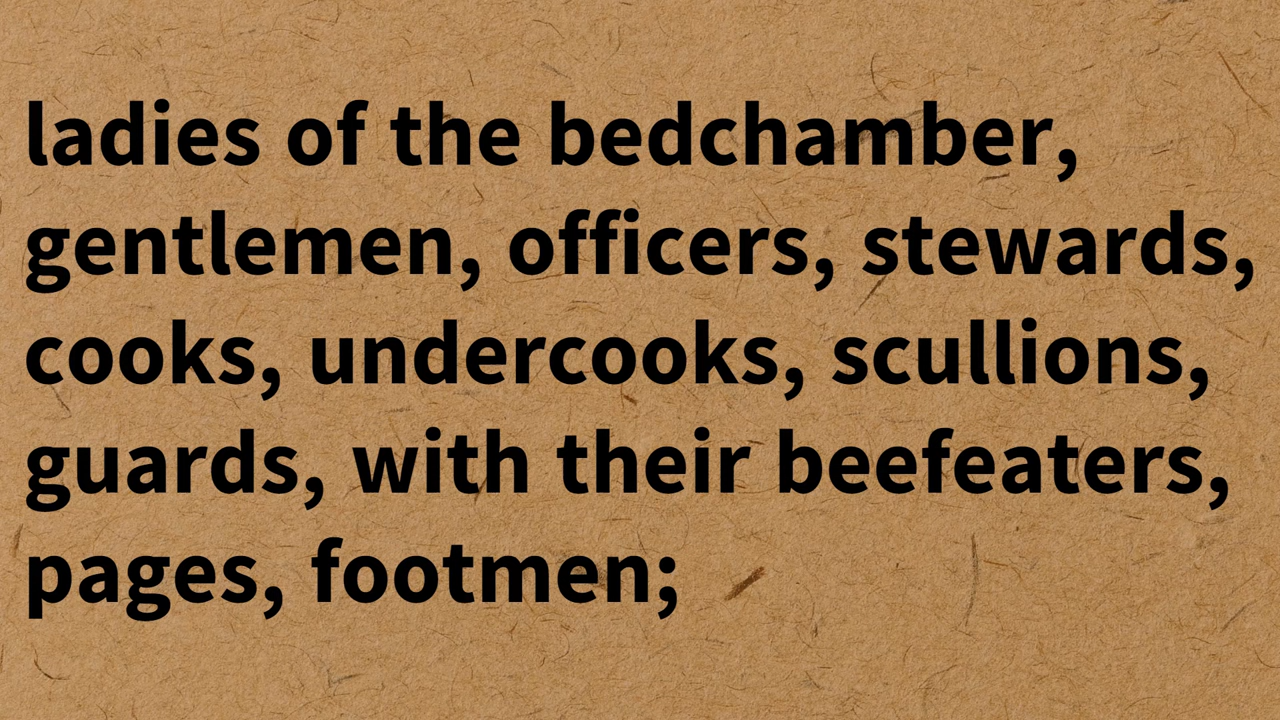 ladies of the bedchamber,
gentlemen, officers, stewards,
cooks, undercooks, scullions,
guards, with their beefeaters,
pages, footmen;